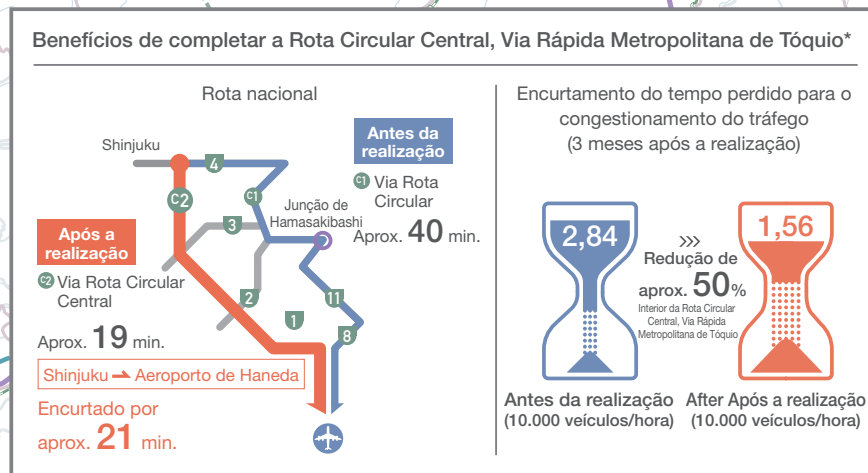 Benefícios de completar a Rota Circular Central, Via Rápida Metropolitana de Tóquio*
Rota nacional
Shinjuku
4
C2
C1
3
2
1
11
8
Junção de
Hamasakibashi
Antes da
realização
C1 Via Rota
Circular
Aprox. 40 min.
Após a
realização
C2 Via Rota Circular
Central
Aprox. 19 min.
Shinjuku → Aeroporto de Haneda
Encurtado por
aprox. 21 min.
Encurtamento do tempo perdido para o
congestionamento do tráfego
(3 meses após a realização)
2,84
>>>
Redução de
aprox. 50%
Interior da Rota Circular
Central, Via Rápida
Metropolitana de Tóquio
1,56
Antes da realização
(10.000 veículos/hora)
After Após a realização
(10.000 veículos/hora)